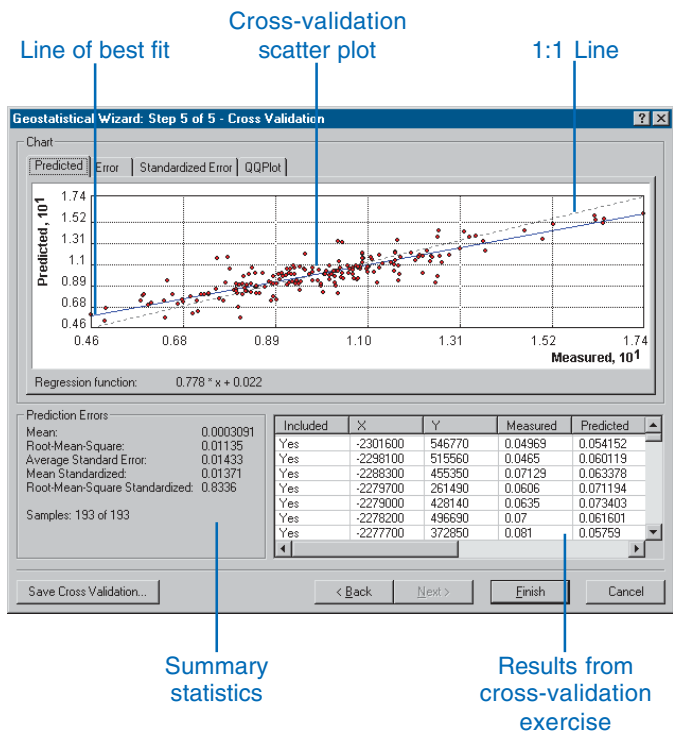 Cross-validation
scatter plot
Line of best fit
1:1 Line
Geostatistical Wizard: Step 5 of 5 - Cross Validation
Chart
Predicted Error Standardized Error QQPlot
Predicted, 10¹
1.74
1.52
1.31
1.1
0.89
0.68
0.46
0.46 0.68 0.89 1.10 1.31 1.52 1.74
Measured, 10¹
Regression function: 0.778 * x + 0.022
Prediction Errors
Mean: 0.0003091
Root-Mean-Square: 0.01135
Average Standard Error: 0.01433
Mean Standardized: 0.01371
Root-Mean-Square Standardized: 0.8336
Samples: 193 of 193
Included X Y Measured Predicted
Yes -2301600 546770 0.04969 0.054152
Yes -2298100 515560 0.0465 0.060119
Yes -2288300 455350 0.07129 0.063378
Yes -2279700 261490 0.0606 0.071194
Yes -2279000 428140 0.0635 0.073403
Yes -2278200 496690 0.07 0.061601
Yes -2277700 372850 0.081 0.05759
Save Cross Validation... < Back Next > Finish Cancel
Summary
statistics
Results from
cross-validation
exercise